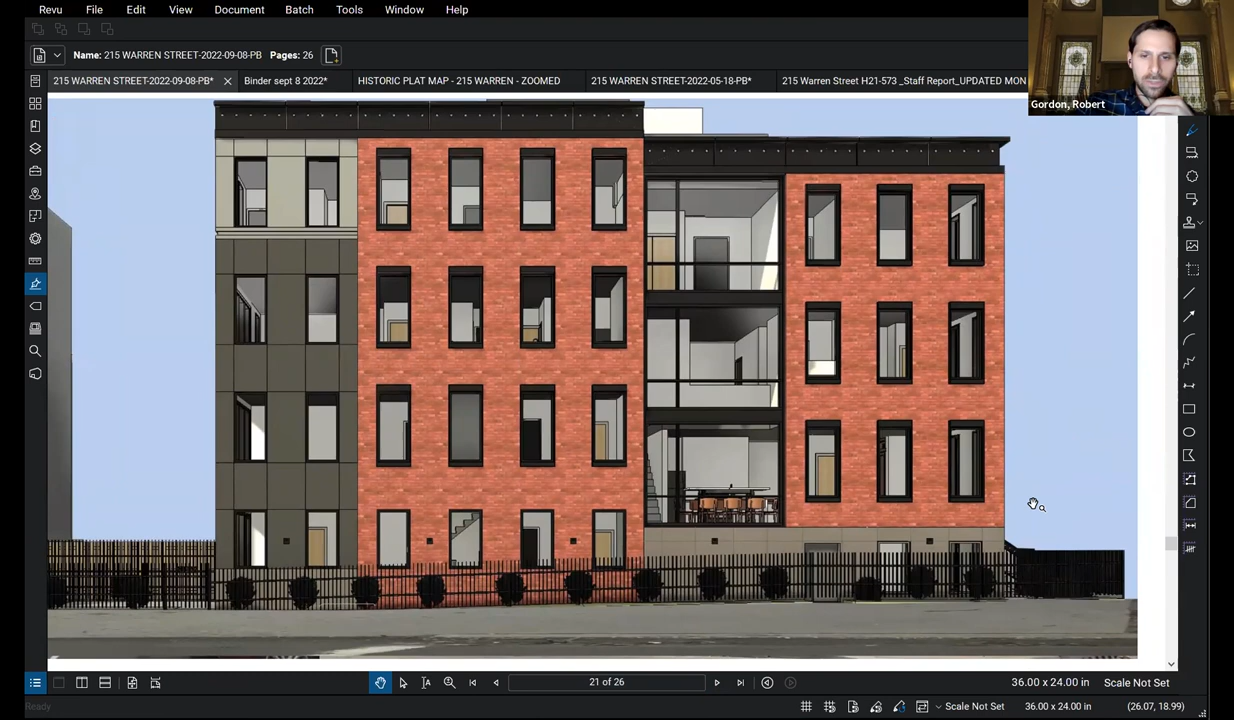 Revu File Edit View Document Batch Tools Window Help
Name: 215 WARREN STREET-2022-09-08-PB Pages: 26
215 WARREN STREET-2022-09-08-PB* Binder sept 8 2022* HISTORIC PLAT MAP - 215 WARREN - ZOOMED 215 WARREN STREET-2022-05-18-PB* 215 Warren Street H21-573 _Staff Report_UPDATED MON
Gordon, Robert
21 of 26 36.00 x 24.00 in Scale Not Set
Ready Scale Not Set 36.00 x 24.00 in (26.07, 18.99)